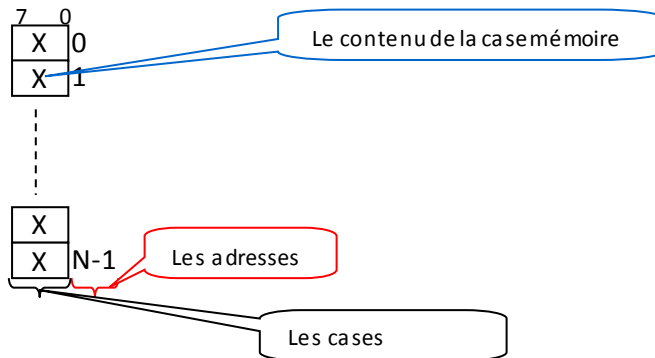 7 0
X 0
Le contenu de la case mémoire
X 1
X
X N-1
Les adresses
Les cases